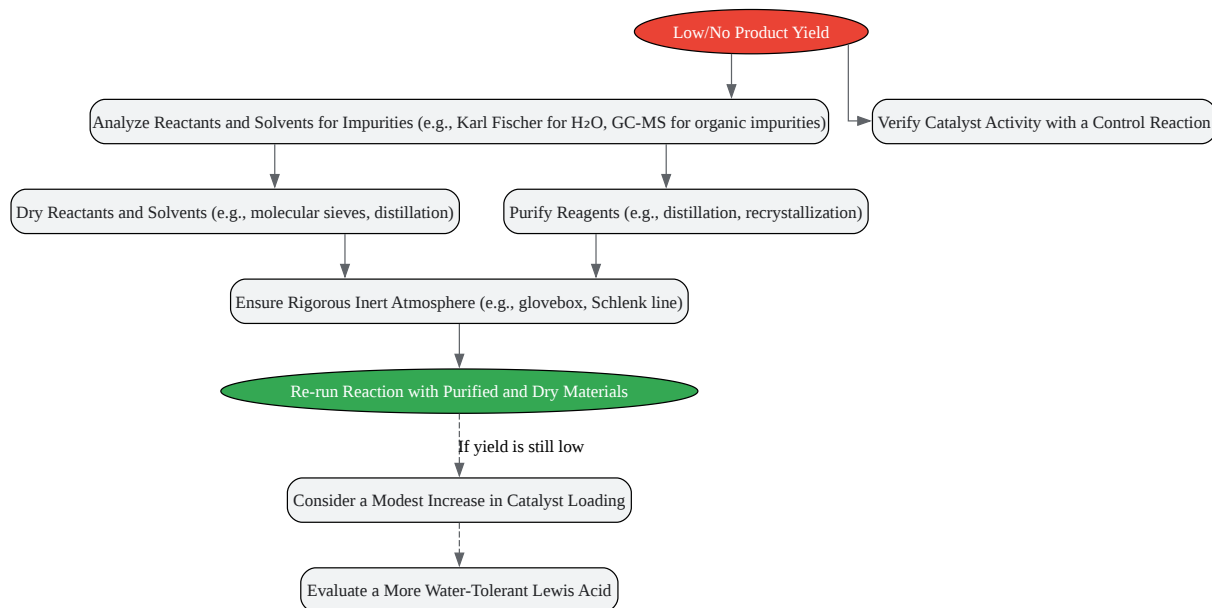 Low/No Product Yield
Analyze Reactants and Solvents for Impurities (e.g., Karl Fischer for H₂O, GC-MS for organic impurities)
Verify Catalyst Activity with a Control Reaction
Dry Reactants and Solvents (e.g., molecular sieves, distillation)
Purify Reagents (e.g., distillation, recrystallization)
Ensure Rigorous Inert Atmosphere (e.g., glovebox, Schlenk line)
Re-run Reaction with Purified and Dry Materials
If yield is still low
Consider a Modest Increase in Catalyst Loading
Evaluate a More Water-Tolerant Lewis Acid